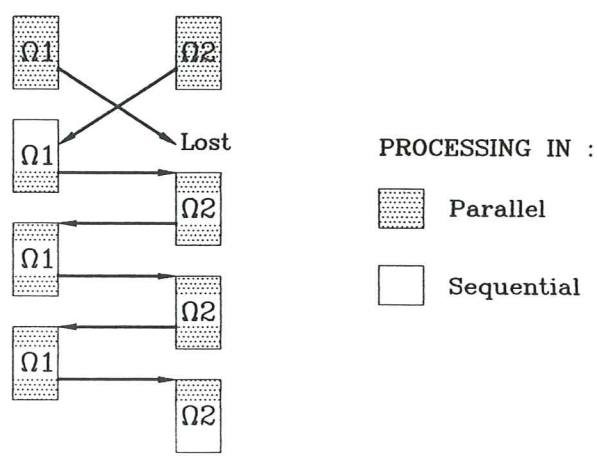 Ω1 Ω2
Lost
Ω1
Ω2
Ω1
Ω2
Ω1
Ω2
PROCESSING IN :
Parallel
Sequential